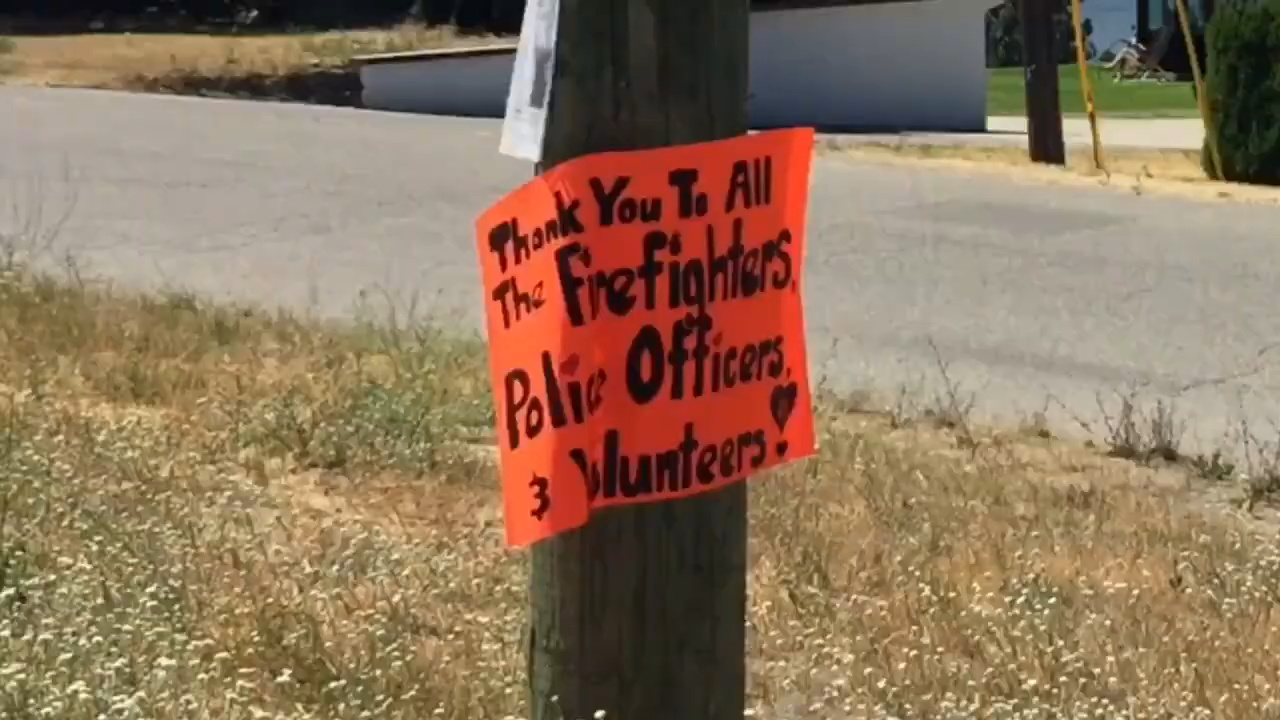 Thank You To All
The Firefighters,
Police Officers,
& Volunteers!